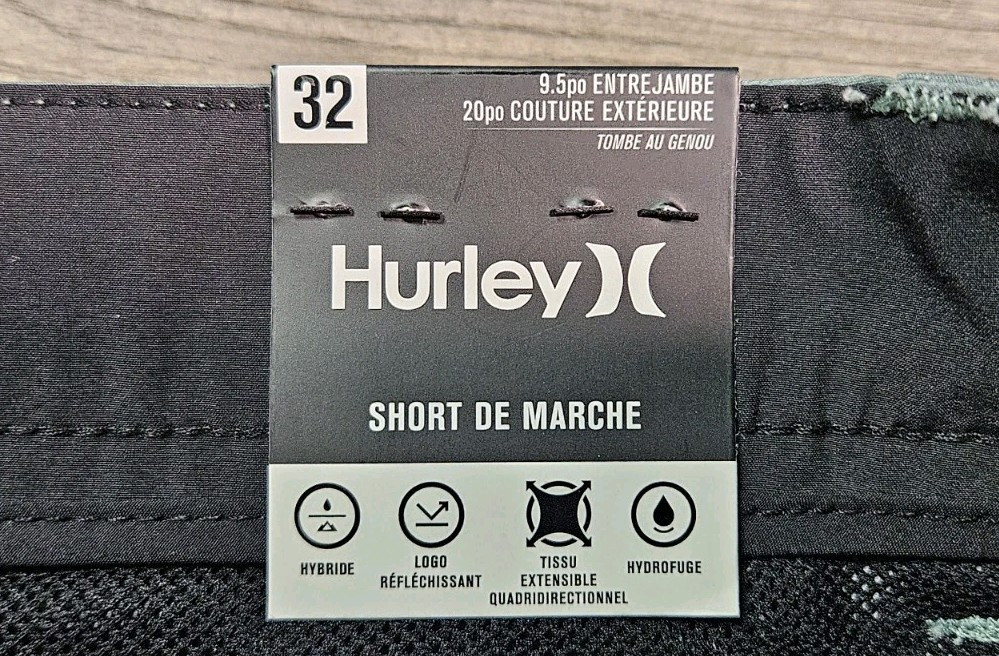 32
9.5po ENTREJAMBE
20po COUTURE EXTÉRIEURE
TOMBE AU GENOU
Hurley
SHORT DE MARCHE
HYBRIDE
LOGO
RÉFLÉCHISSANT
TISSU
EXTENSIBLE
QUADRIDIRECTIONNEL
HYDROFUGE